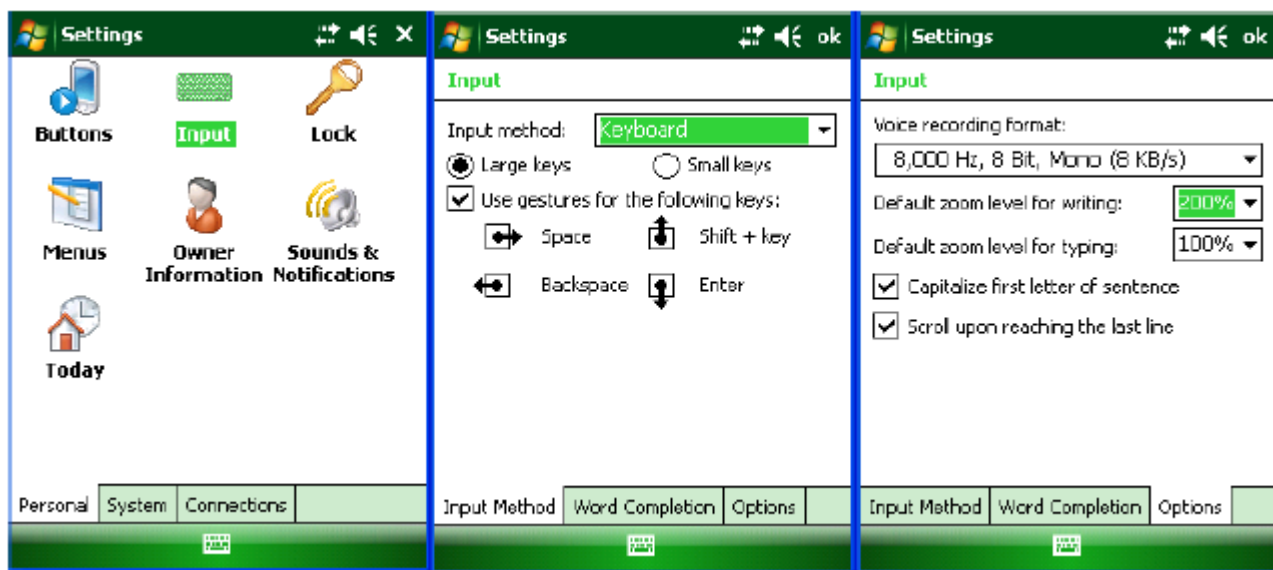 Settings
Buttons Input Lock
Menus Owner Information Sounds & Notifications
Today
Personal System Connections
Settings ok
Input
Input method: Keyboard
Large keys Small keys
Use gestures for the following keys:
Space Shift + key
Backspace Enter
Input Method Word Completion Options
Settings ok
Input
Voice recording format:
8,000 Hz, 8 Bit, Mono (8 KB/s)
Default zoom level for writing: 200%
Default zoom level for typing: 100%
Capitalize first letter of sentence
Scroll upon reaching the last line
Input Method Word Completion Options